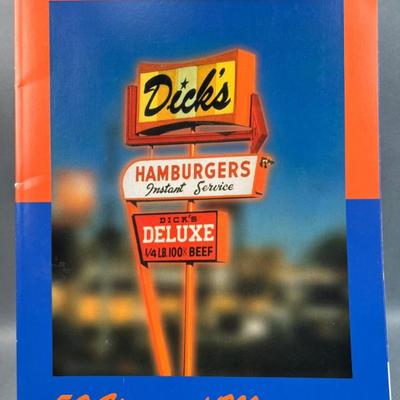 Dick's
HAMBURGERS
Instant Service
DICK'S
DELUXE
1/4 LB. 100% BEEF